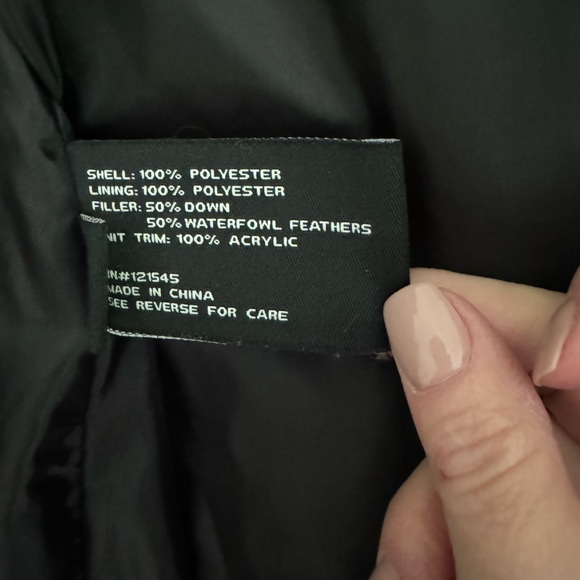 SHELL: 100% POLYESTER
LINING: 100% POLYESTER
FILLER: 50% DOWN
50% WATERFOWL FEATHERS
NIT TRIM: 100% ACRYLIC
RN#121545
MADE IN CHINA
SEE REVERSE FOR CARE